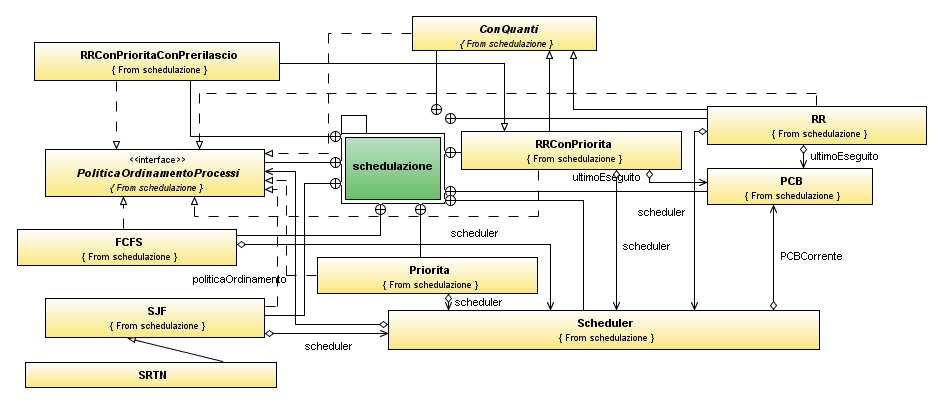 ConQuanti
{ From schedulazione }
RRConPrioritaConPrerilascio
{ From schedulazione }
RR
{ From schedulazione }
<<interface>>
PoliticaOrdinamentoProcessi
{ From schedulazione }
schedulazione
RRConPriorita
{ From schedulazione }
ultimoEseguito
ultimoEseguito
PCB
{ From schedulazione }
scheduler
FCFS
{ From schedulazione }
scheduler
scheduler
PCBCorrente
Priorita
{ From schedulazione }
politicaOrdinamento
scheduler
SJF
{ From schedulazione }
Scheduler
{ From schedulazione }
scheduler
SRTN